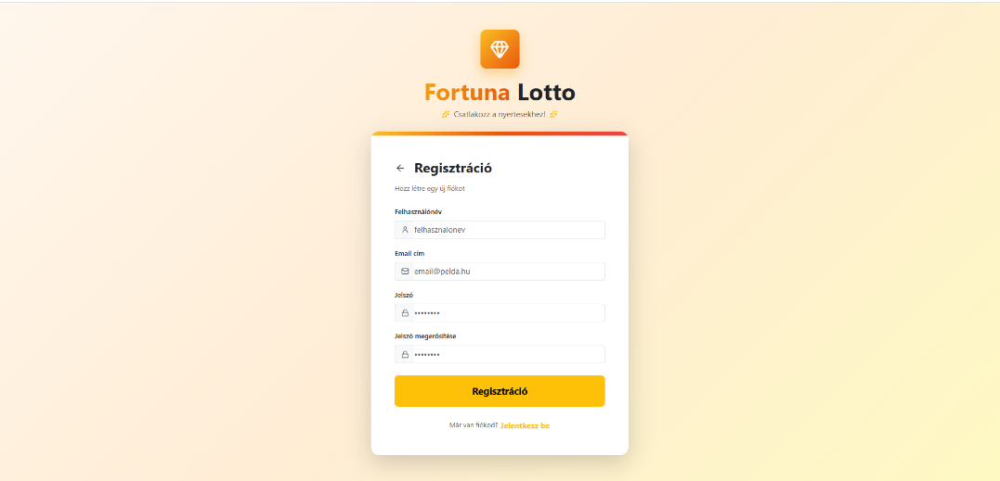 Fortuna Lotto
Csatlakozz a nyertesekhez!
Regisztráció
Hozz létre egy új fiókot
Felhasználónév
felhasznalonev
Email cím
email@pelda.hu
Jelszó
••••••••
Jelszó megerősítése
••••••••
Regisztráció
Már van fiókod? Jelentkezz be